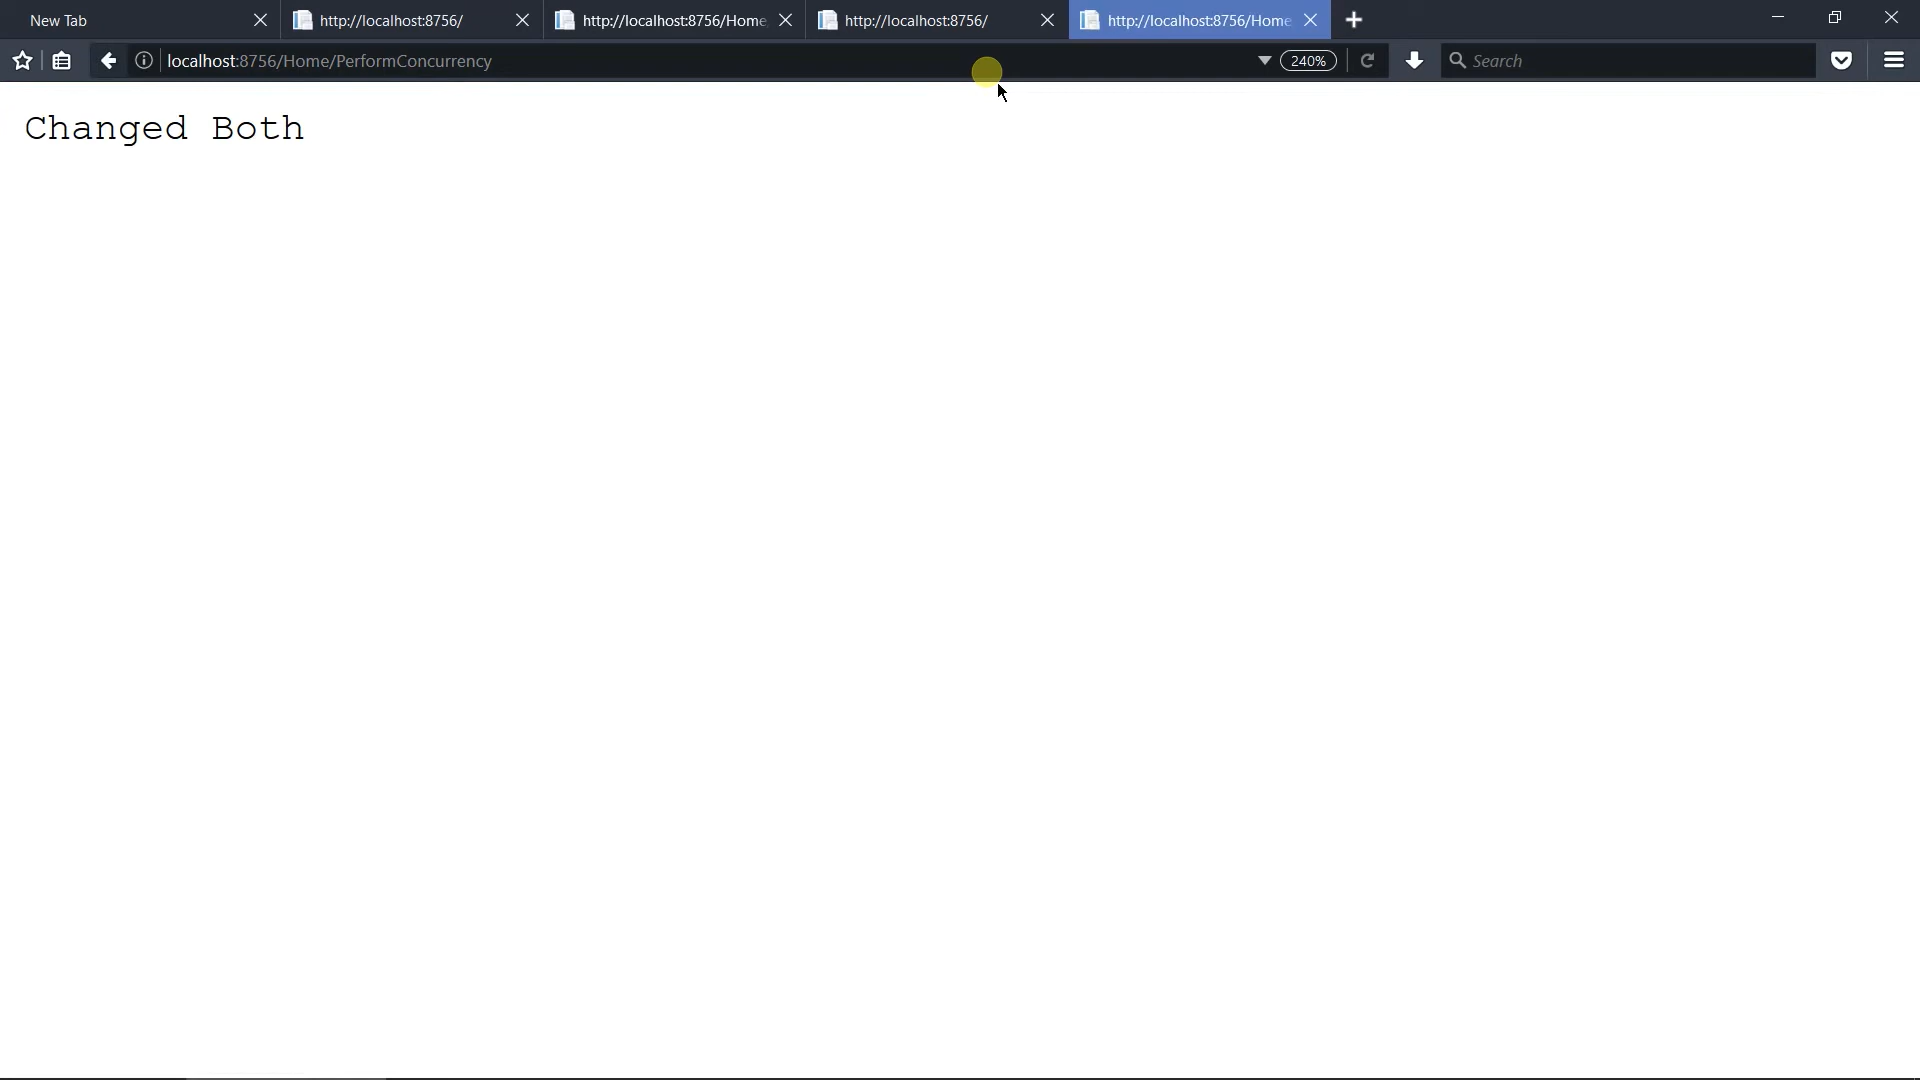 New Tab
http://localhost:8756/
http://localhost:8756/Home
http://localhost:8756/
http://localhost:8756/Home
localhost:8756/Home/PerformConcurrency
240%
Search
Changed Both